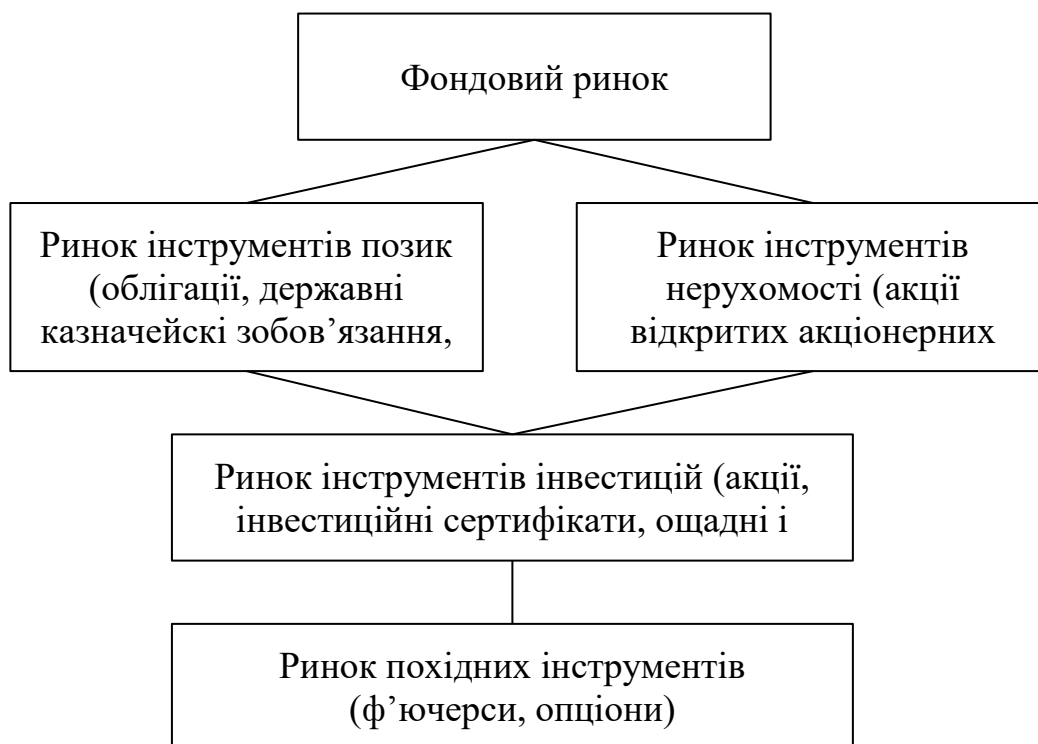 Фондовий ринок
Ринок інструментів позик
(облігації, державні
казначейскі зобов’язання,
Ринок інструментів
нерухомості (акції
відкритих акціонерних
Ринок інструментів інвестицій (акції,
інвестиційні сертифікати, ощадні і
Ринок похідних інструментів
(ф’ючерси, опціони)